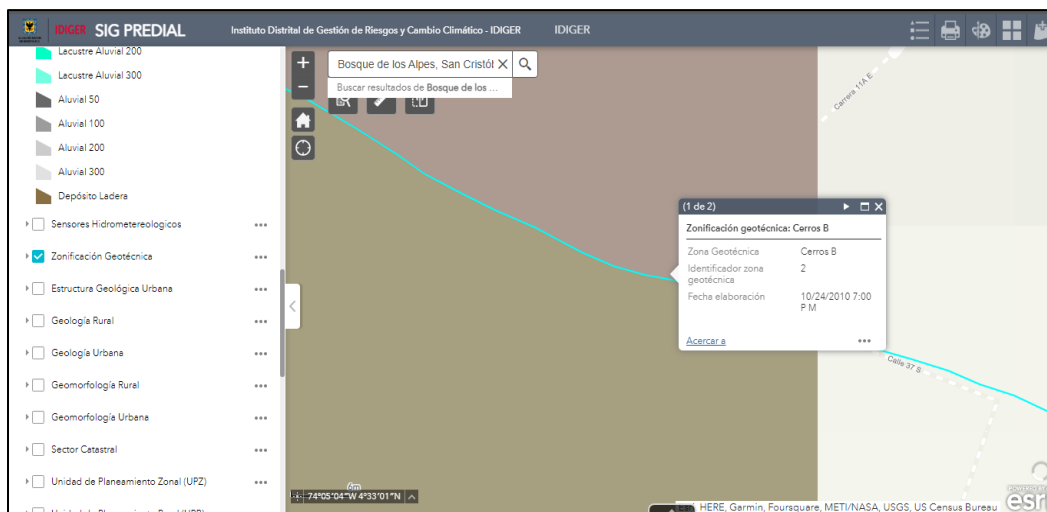 IDIGER SIG PREDIAL Instituto Distrital de Gestión de Riesgos y Cambio Climático - IDIGER IDIGER
Lacustre Aluvial 200
Lacustre Aluvial 300
Aluvial 50
Aluvial 100
Aluvial 200
Aluvial 300
Depósito Ladera
Sensores Hidrometereologicos
Zonificación Geotécnica
Estructura Geológica Urbana
Geología Rural
Geología Urbana
Geomorfología Rural
Geomorfología Urbana
Sector Catastral
Unidad de Planeamiento Zonal (UPZ)
Bosque de los Alpes, San Cristób
Buscar resultados de Bosque de los ...
Carrera 11A E
(1 de 2)
Zonificación geotécnica: Cerros B
Zona Geotécnica Cerros B
Identificador zona geotécnica 2
Fecha elaboración 10/24/2010 7:00 P M
Acercar a
Calle 37 S
6m
74°05'04"W 4°33'01"N
Esri, HERE, Garmin, Foursquare, METI/NASA, USGS, US Census Bureau
POWERED BY
esri